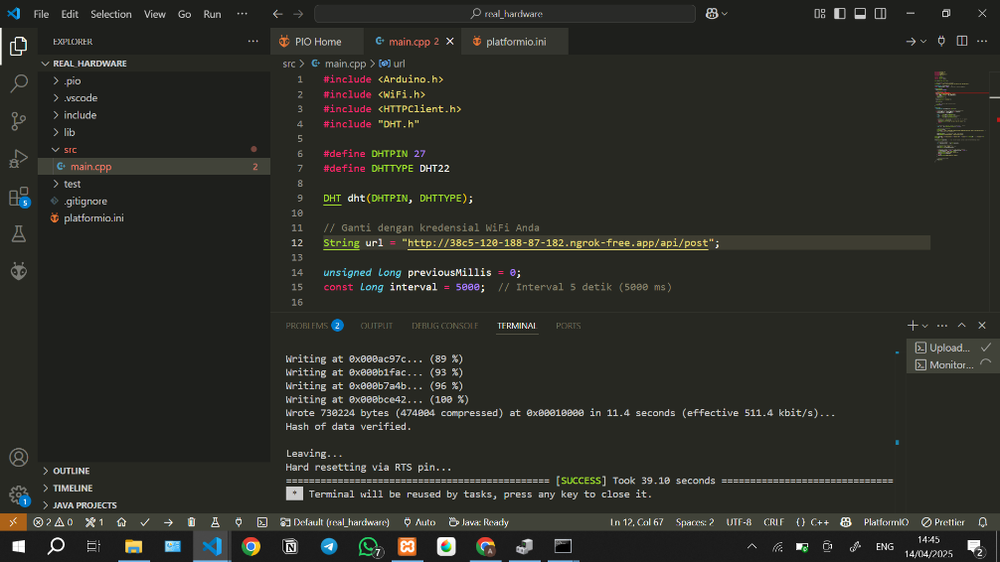 File Edit Selection View Go Run ··· real_hardware
EXPLORER ···
REAL_HARDWARE
.pio
.vscode
include
lib
src
main.cpp 2
test
.gitignore
platformio.ini
OUTLINE
TIMELINE
JAVA PROJECTS
5
1
PIO Home main.cpp 2 platformio.ini
src > main.cpp > url
1 #include <Arduino.h>
2 #include <WiFi.h>
3 #include <HTTPClient.h>
4 #include "DHT.h"
5
6 #define DHTPIN 27
7 #define DHTTYPE DHT22
8
9 DHT dht(DHTPIN, DHTTYPE);
10
11 // Ganti dengan kredensial WiFi Anda
12 String url = "http://38c5-120-188-87-182.ngrok-free.app/api/post";
13
14 unsigned long previousMillis = 0;
15 const long interval = 5000; // Interval 5 detik (5000 ms)
16
PROBLEMS 2 OUTPUT DEBUG CONSOLE TERMINAL PORTS
Upload...
Monitor...
Writing at 0x000ac97c... (89 %)
Writing at 0x000b1fac... (93 %)
Writing at 0x000b7a4b... (96 %)
Writing at 0x000bce42... (100 %)
Wrote 730224 bytes (474004 compressed) at 0x00010000 in 11.4 seconds (effective 511.4 kbit/s)...
Hash of data verified.
Leaving...
Hard resetting via RTS pin...
============================================ [SUCCESS] Took 39.10 seconds ============================
* Terminal will be reused by tasks, press any key to close it.
2 0 1 Default (real_hardware) Auto Java: Ready Ln 12, Col 67 Spaces: 2 UTF-8 CRLF {} C++ PlatformIO Prettier
7 A ENG 14:45
14/04/2025 2